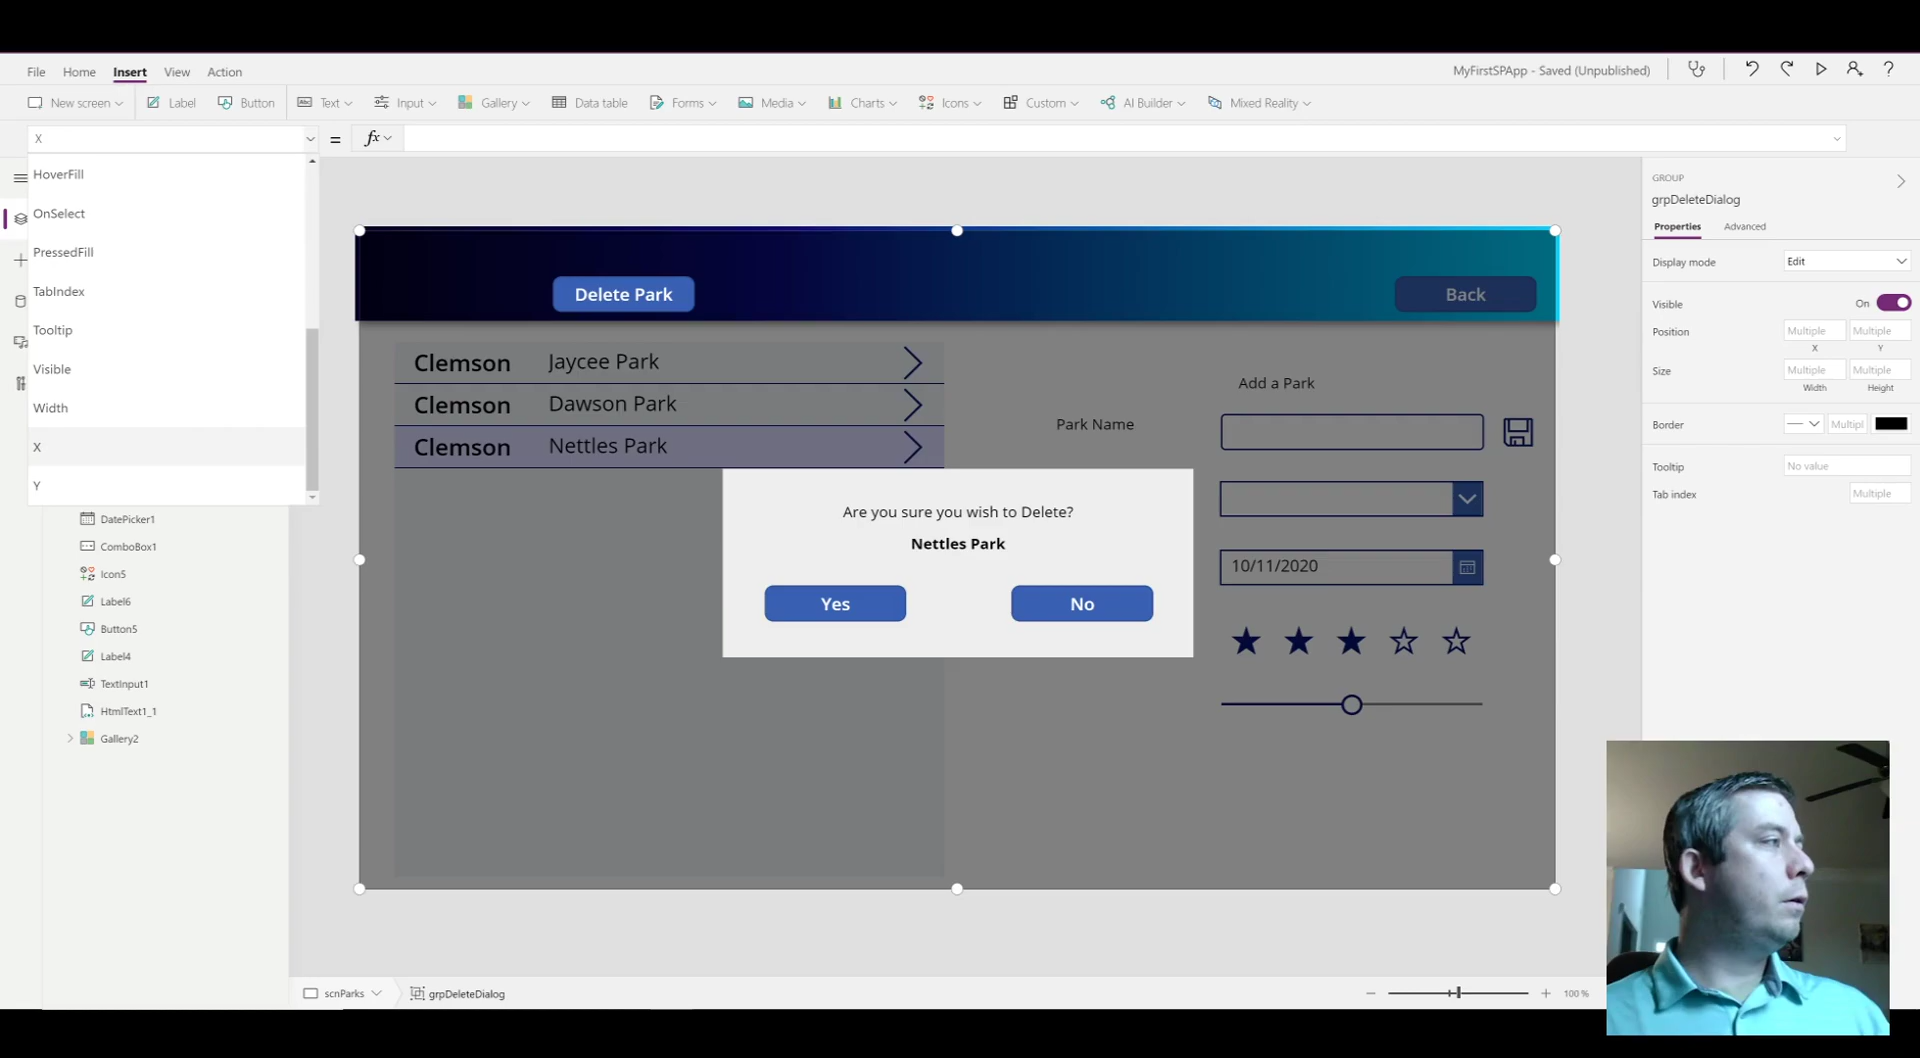 File Home Insert View Action
MyFirstSPApp - Saved (Unpublished)
?
New screen Label Button Text Input Gallery Data table Forms Media Charts Icons Custom AI Builder Mixed Reality
X = fx
HoverFill
OnSelect
PressedFill
TabIndex
Tooltip
Visible
Width
X
Y
DatePicker1
ComboBox1
Icon5
Label6
Button5
Label4
TextInput1
HtmlText1_1
Gallery2
Delete Park
Back
Clemson Jaycee Park
Clemson Dawson Park
Clemson Nettles Park
Add a Park
Park Name
10/11/2020
Are you sure you wish to Delete?
Nettles Park
Yes No
GROUP
grpDeleteDialog
Properties Advanced
Display mode Edit
Visible On
Position Multiple Multiple
X Y
Size Multiple Multiple
Width Height
Border Multipl
Tooltip No value
Tab index Multiple
scnParks grpDeleteDialog
100 %